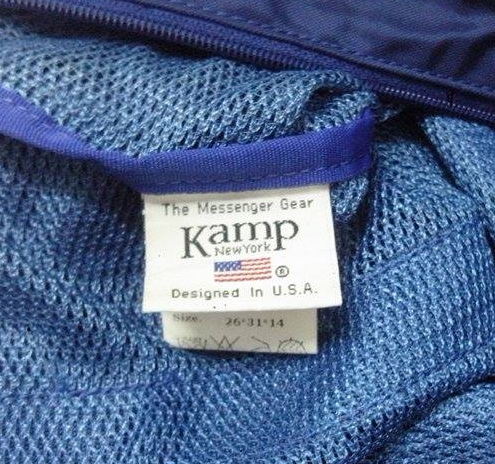 The Messenger Gear
Kamp
New York
®
Designed In U.S.A.
Size. 26*31*14